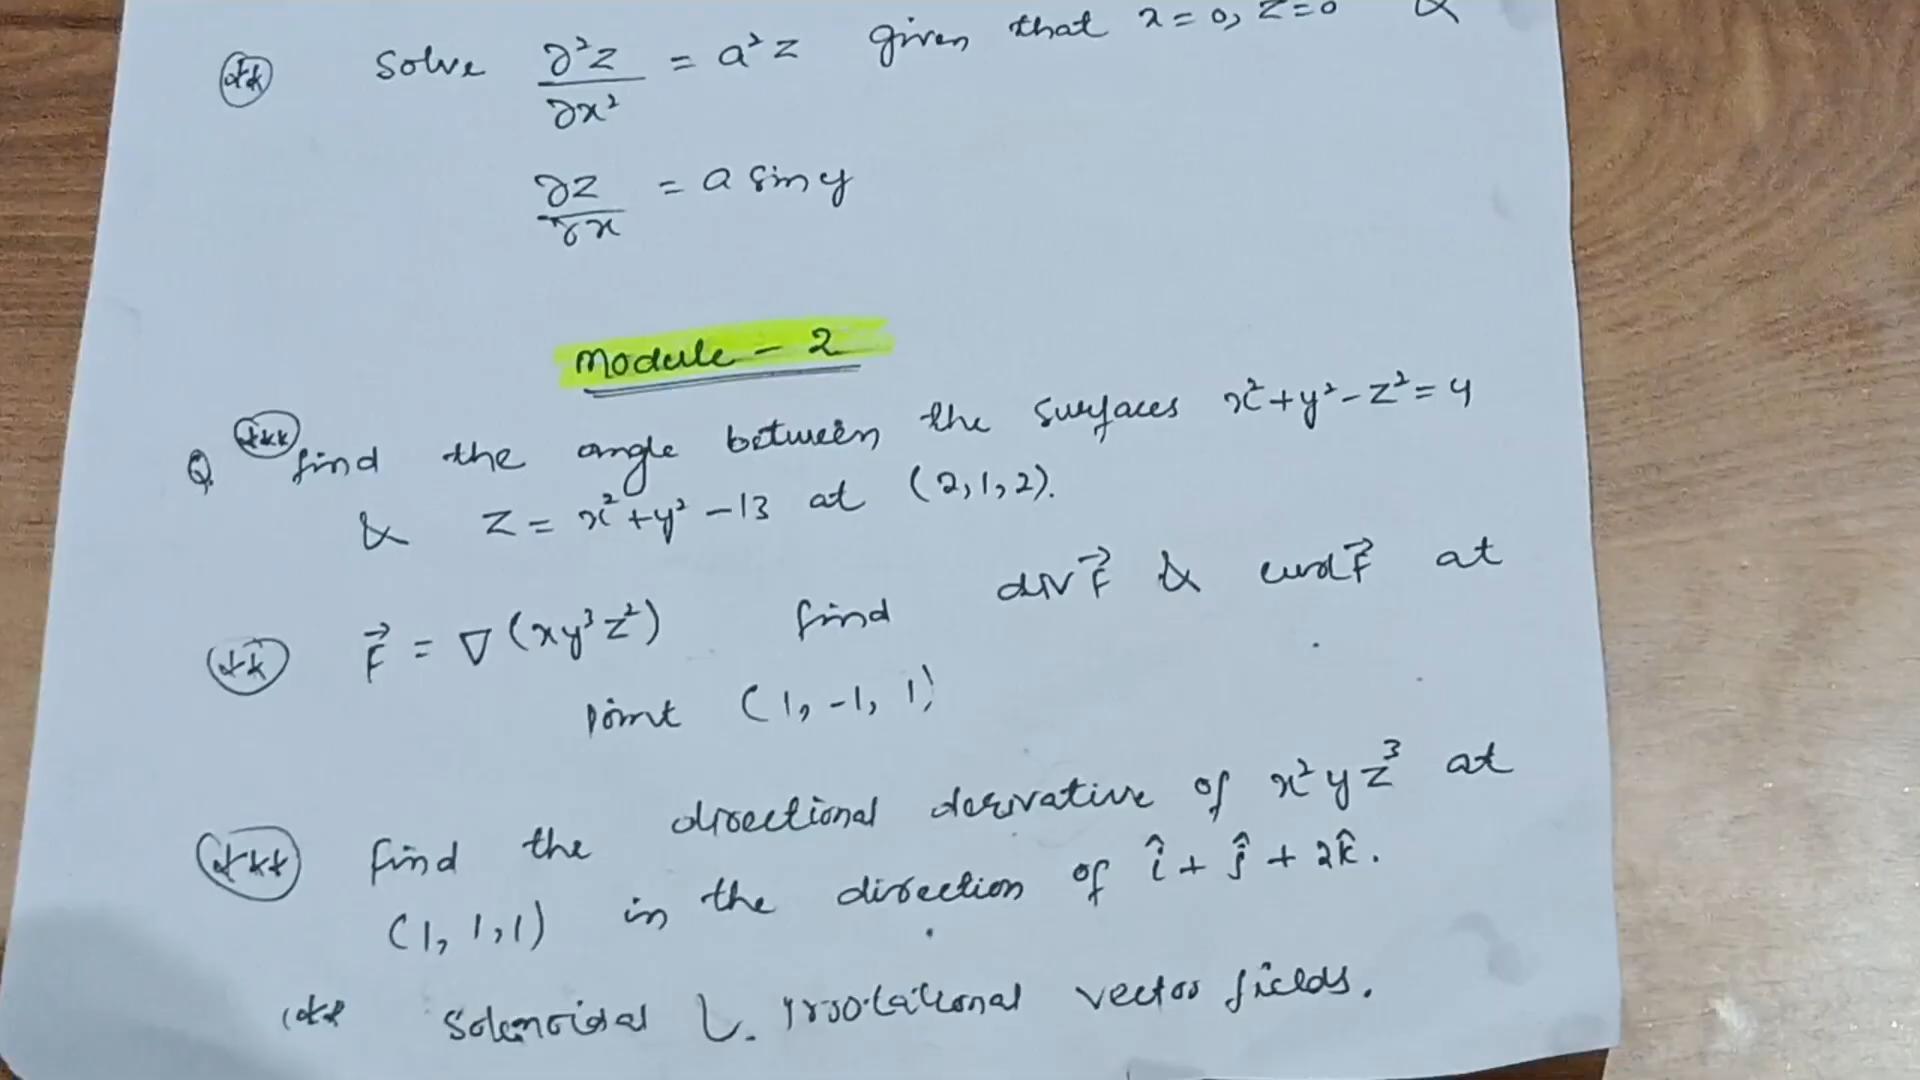 ** Solve ∂²z/∂x² = a²z given that x=0, z=0 &
∂z/∂x = a sin y
Module - 2
Q. *** find the angle between the surfaces x²+y²-z²=4
& z = x²+y²-13 at (2,1,2).
** F⃗ = ∇(xy³z²) find div F⃗ & curl F⃗ at
point (1,-1,1)
*** find the directional derivative of x²yz³ at
(1,1,1) in the direction of î + ĵ + 2k̂.
** Solenoidal & Irrotational vector fields.